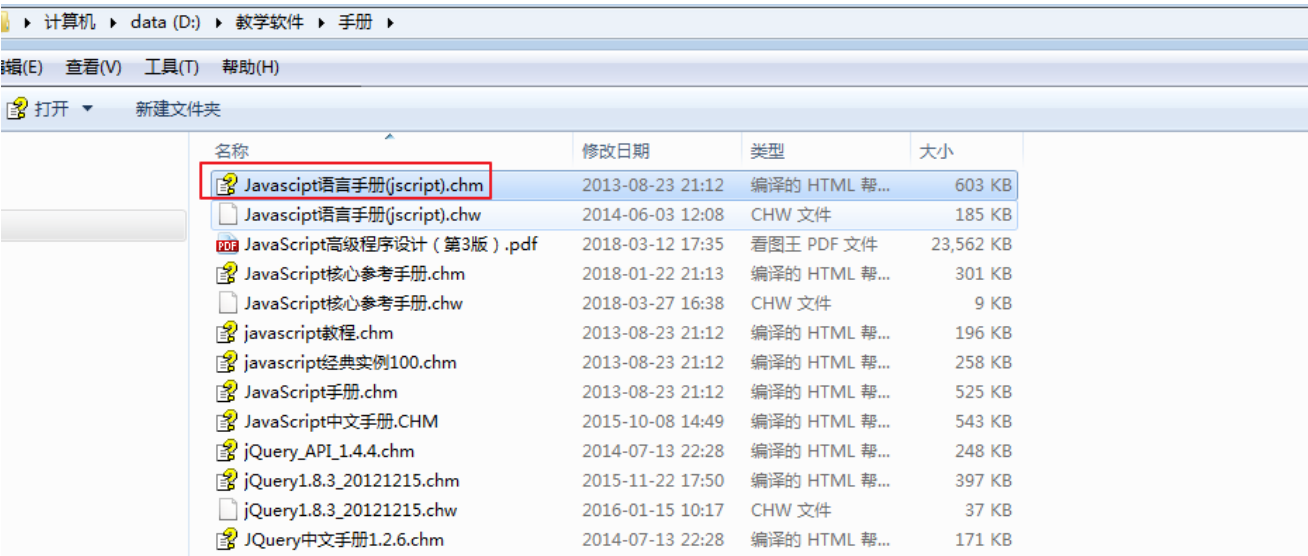 计算机 data (D:) 教学软件 手册
辑(E) 查看(V) 工具(T) 帮助(H)
打开 新建文件夹
名称 修改日期 类型 大小
Javascipt语言手册(jscript).chm 2013-08-23 21:12 编译的 HTML 帮... 603 KB
Javascipt语言手册(jscript).chw 2014-06-03 12:08 CHW 文件 185 KB
PDF JavaScript高级程序设计（第3版）.pdf 2018-03-12 17:35 看图王 PDF 文件 23,562 KB
JavaScript核心参考手册.chm 2018-01-22 21:13 编译的 HTML 帮... 301 KB
JavaScript核心参考手册.chw 2018-03-27 16:38 CHW 文件 9 KB
javascript教程.chm 2013-08-23 21:12 编译的 HTML 帮... 196 KB
javascript经典实例100.chm 2013-08-23 21:12 编译的 HTML 帮... 258 KB
JavaScript手册.chm 2013-08-23 21:12 编译的 HTML 帮... 525 KB
JavaScript中文手册.CHM 2015-10-08 14:49 编译的 HTML 帮... 543 KB
jQuery_API_1.4.4.chm 2014-07-13 22:28 编译的 HTML 帮... 248 KB
jQuery1.8.3_20121215.chm 2015-11-22 17:50 编译的 HTML 帮... 397 KB
jQuery1.8.3_20121215.chw 2016-01-15 10:17 CHW 文件 37 KB
JQuery中文手册1.2.6.chm 2014-07-13 22:28 编译的 HTML 帮... 171 KB